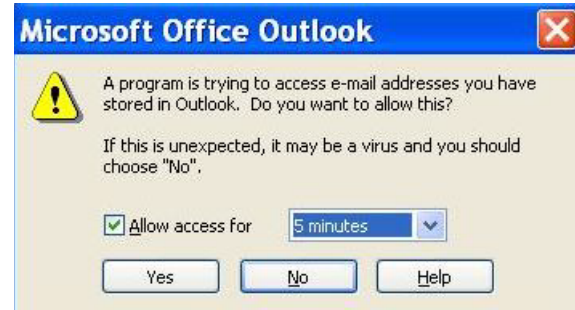 Microsoft Office Outlook
A program is trying to access e-mail addresses you have
stored in Outlook. Do you want to allow this?
If this is unexpected, it may be a virus and you should
choose "No".
Allow access for 5 minutes
Yes No Help